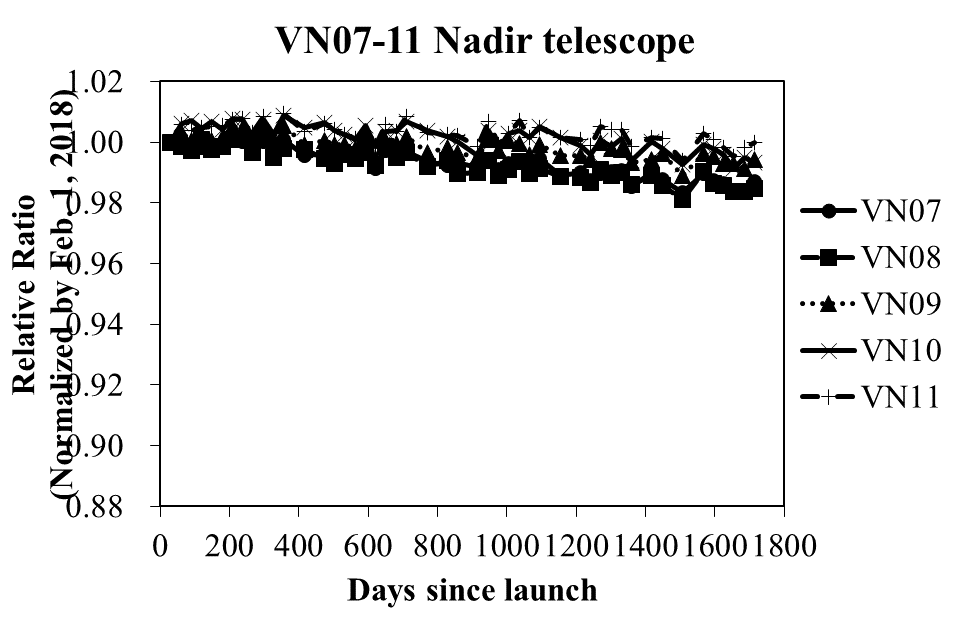 VN07-11 Nadir telescope
Relative Ratio
(Normalized by Feb. 1, 2018)
1.02
1.00
0.98
0.96
0.94
0.92
0.90
0.88
0 200 400 600 800 1000 1200 1400 1600 1800
Days since launch
VN07
VN08
VN09
VN10
VN11